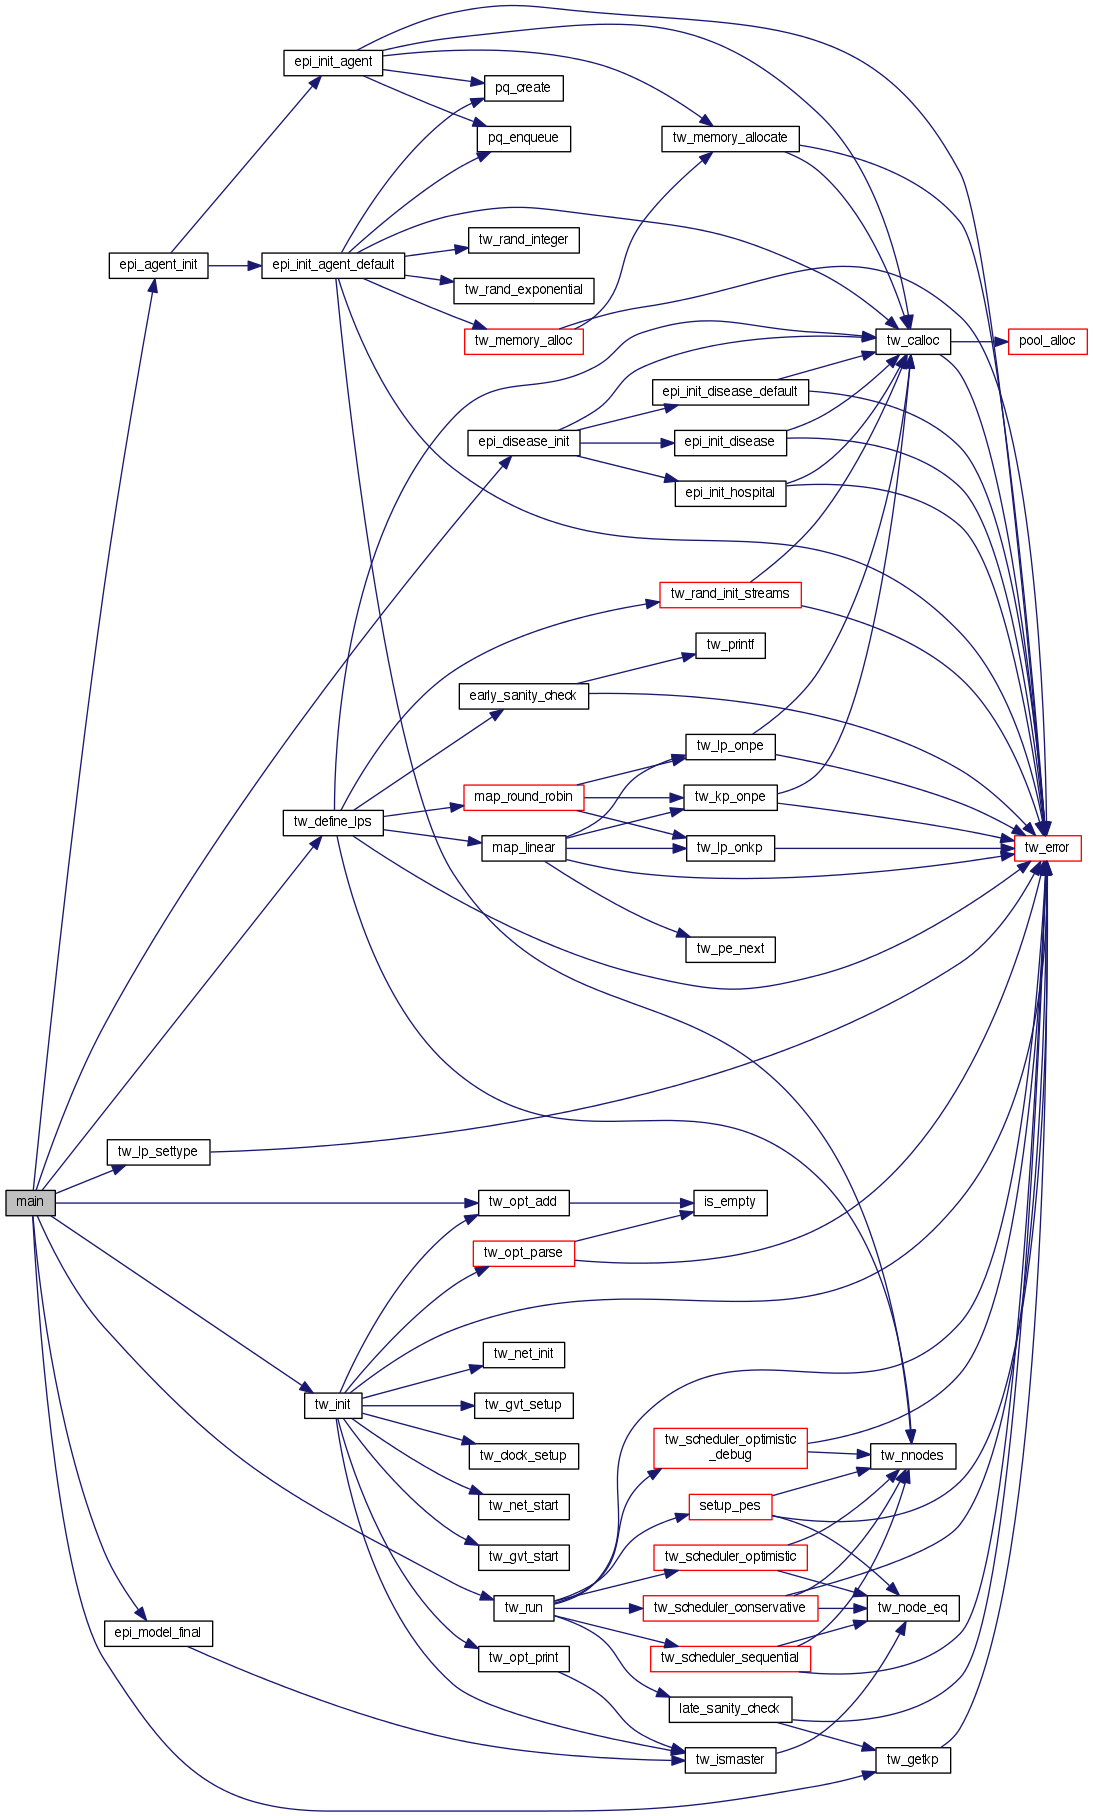 epi_init_agent
pq_create
pq_enqueue
tw_memory_allocate
tw_rand_integer
epi_agent_init
epi_init_agent_default
tw_rand_exponential
tw_memory_alloc
tw_calloc
pool_alloc
epi_init_disease_default
epi_disease_init
epi_init_disease
epi_init_hospital
tw_rand_init_streams
tw_printf
early_sanity_check
tw_lp_onpe
map_round_robin
tw_kp_onpe
tw_define_lps
map_linear
tw_lp_onkp
tw_error
tw_pe_next
tw_lp_settype
main
tw_opt_add
is_empty
tw_opt_parse
tw_net_init
tw_init
tw_gvt_setup
tw_scheduler_optimistic
_debug
tw_clock_setup
tw_nnodes
tw_net_start
setup_pes
tw_gvt_start
tw_scheduler_optimistic
tw_run
tw_scheduler_conservative
tw_node_eq
epi_model_final
tw_opt_print
tw_scheduler_sequential
late_sanity_check
tw_ismaster
tw_getkp